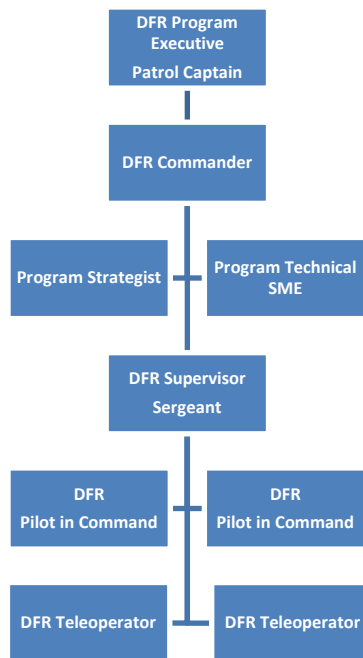 DFR Program
Executive
Patrol Captain
DFR Commander
Program Strategist
Program Technical
SME
DFR Supervisor
Sergeant
DFR
Pilot in Command
DFR
Pilot in Command
DFR Teleoperator
DFR Teleoperator